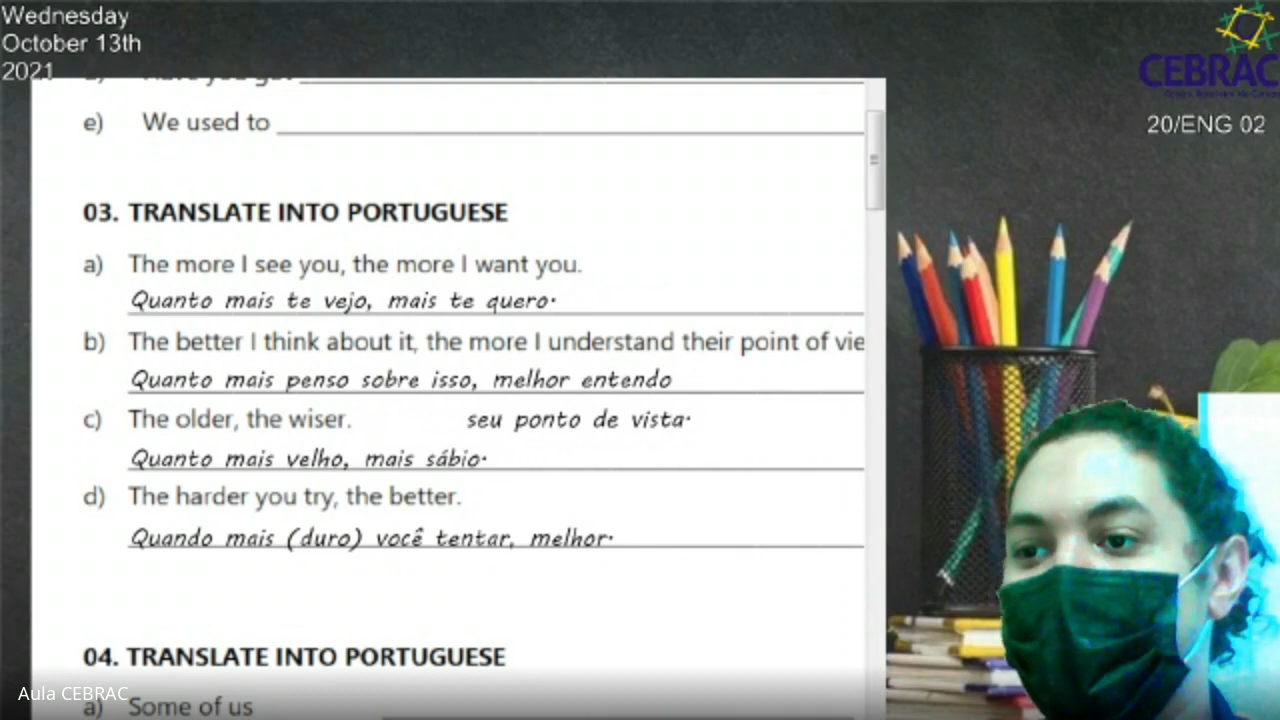 Wednesday
October 13th
2021
CEBRAC
20/ENG 02
e) We used to
03. TRANSLATE INTO PORTUGUESE
a) The more I see you, the more I want you.
Quanto mais te vejo, mais te quero.
b) The better I think about it, the more I understand their point of vie
Quanto mais penso sobre isso, melhor entendo
seu ponto de vista.
c) The older, the wiser.
Quanto mais velho, mais sábio.
d) The harder you try, the better.
Quando mais (duro) você tentar, melhor.
04. TRANSLATE INTO PORTUGUESE
a) Some of us
Aula CEBRAC